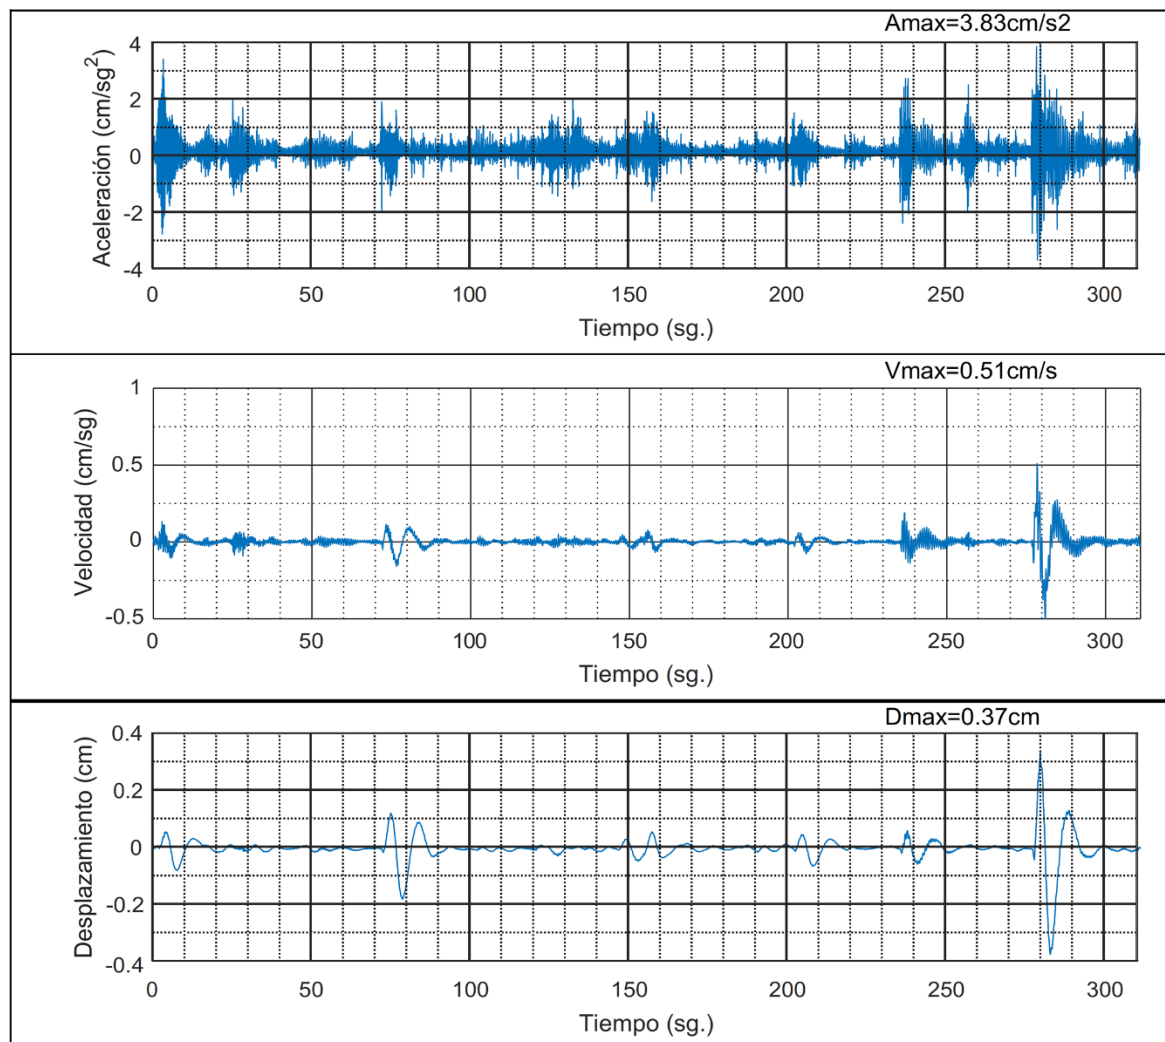 Amax=3.83cm/s2
Aceleración (cm/sg²)
4
2
0
-2
-4
0 50 100 150 200 250 300
Tiempo (sg.)
Vmax=0.51cm/s
Velocidad (cm/sg)
1
0.5
0
-0.5
0 50 100 150 200 250 300
Tiempo (sg.)
Dmax=0.37cm
Desplazamiento (cm)
0.4
0.2
0
-0.2
-0.4
0 50 100 150 200 250 300
Tiempo (sg.)